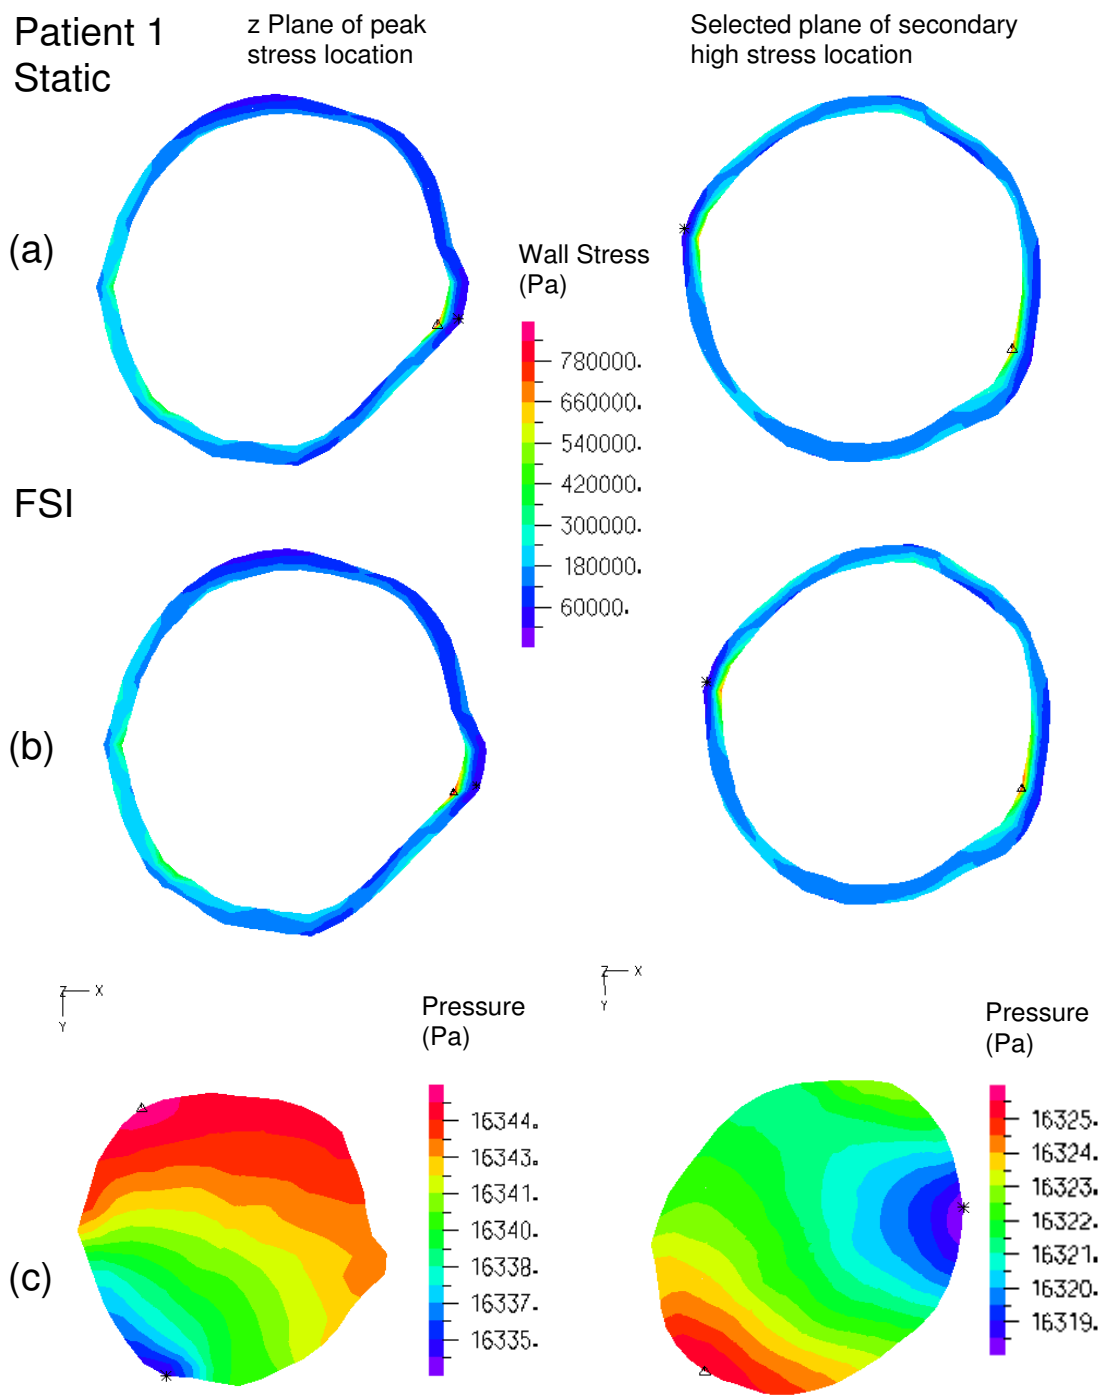 Patient 1
Static
z Plane of peak
stress location
Selected plane of secondary
high stress location
(a)
Wall Stress
(Pa)
780000.
660000.
540000.
420000.
300000.
180000.
60000.
FSI
(b)
Z X
Y
Z X
Y
Pressure
(Pa)
16344.
16343.
16341.
16340.
16338.
16337.
16335.
Pressure
(Pa)
16325.
16324.
16323.
16322.
16321.
16320.
16319.
(c)